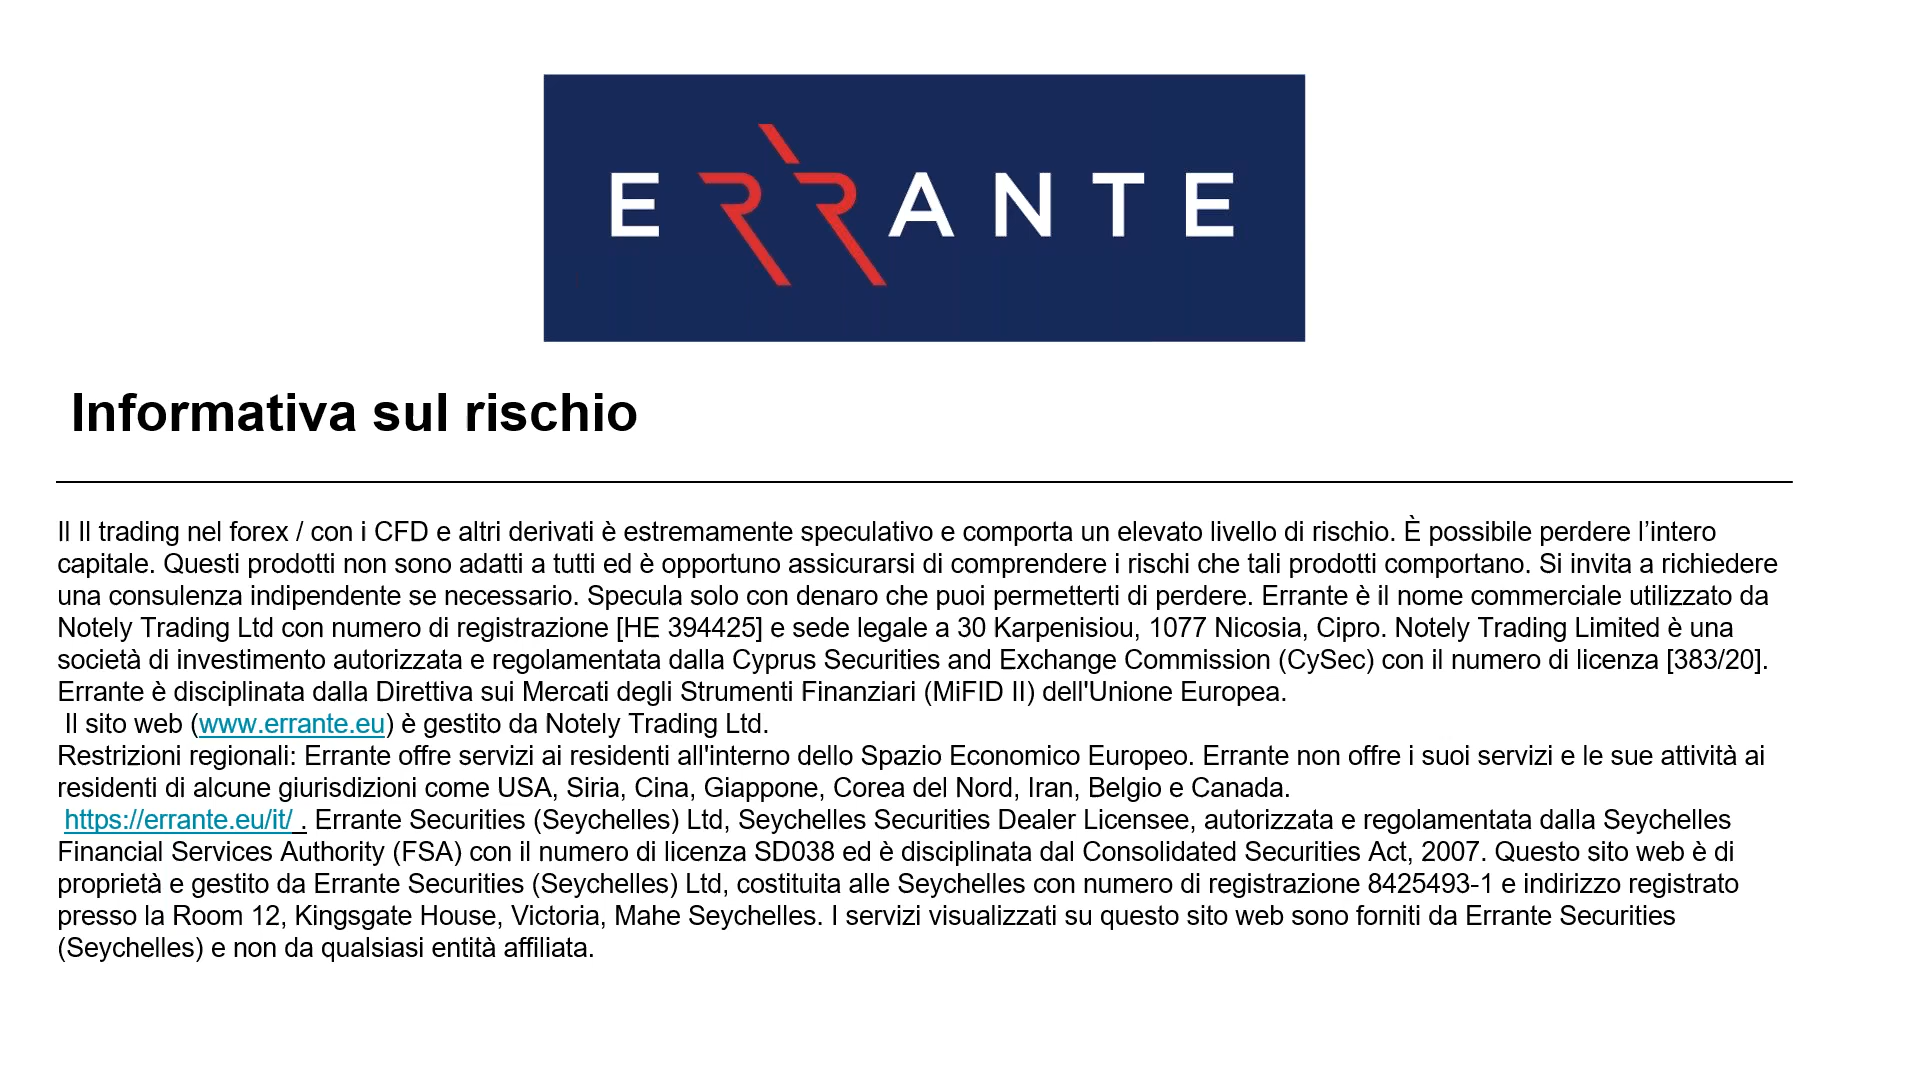 ERRANTE
Informativa sul rischio
Il Il trading nel forex / con i CFD e altri derivati è estremamente speculativo e comporta un elevato livello di rischio. È possibile perdere l’intero
capitale. Questi prodotti non sono adatti a tutti ed è opportuno assicurarsi di comprendere i rischi che tali prodotti comportano. Si invita a richiedere
una consulenza indipendente se necessario. Specula solo con denaro che puoi permetterti di perdere. Errante è il nome commerciale utilizzato da
Notely Trading Ltd con numero di registrazione [HE 394425] e sede legale a 30 Karpenisiou, 1077 Nicosia, Cipro. Notely Trading Limited è una
società di investimento autorizzata e regolamentata dalla Cyprus Securities and Exchange Commission (CySec) con il numero di licenza [383/20].
Errante è disciplinata dalla Direttiva sui Mercati degli Strumenti Finanziari (MiFID II) dell'Unione Europea.
Il sito web (www.errante.eu) è gestito da Notely Trading Ltd.
Restrizioni regionali: Errante offre servizi ai residenti all'interno dello Spazio Economico Europeo. Errante non offre i suoi servizi e le sue attività ai
residenti di alcune giurisdizioni come USA, Siria, Cina, Giappone, Corea del Nord, Iran, Belgio e Canada.
https://errante.eu/it/ . Errante Securities (Seychelles) Ltd, Seychelles Securities Dealer Licensee, autorizzata e regolamentata dalla Seychelles
Financial Services Authority (FSA) con il numero di licenza SD038 ed è disciplinata dal Consolidated Securities Act, 2007. Questo sito web è di
proprietà e gestito da Errante Securities (Seychelles) Ltd, costituita alle Seychelles con numero di registrazione 8425493-1 e indirizzo registrato
presso la Room 12, Kingsgate House, Victoria, Mahe Seychelles. I servizi visualizzati su questo sito web sono forniti da Errante Securities
(Seychelles) e non da qualsiasi entità affiliata.